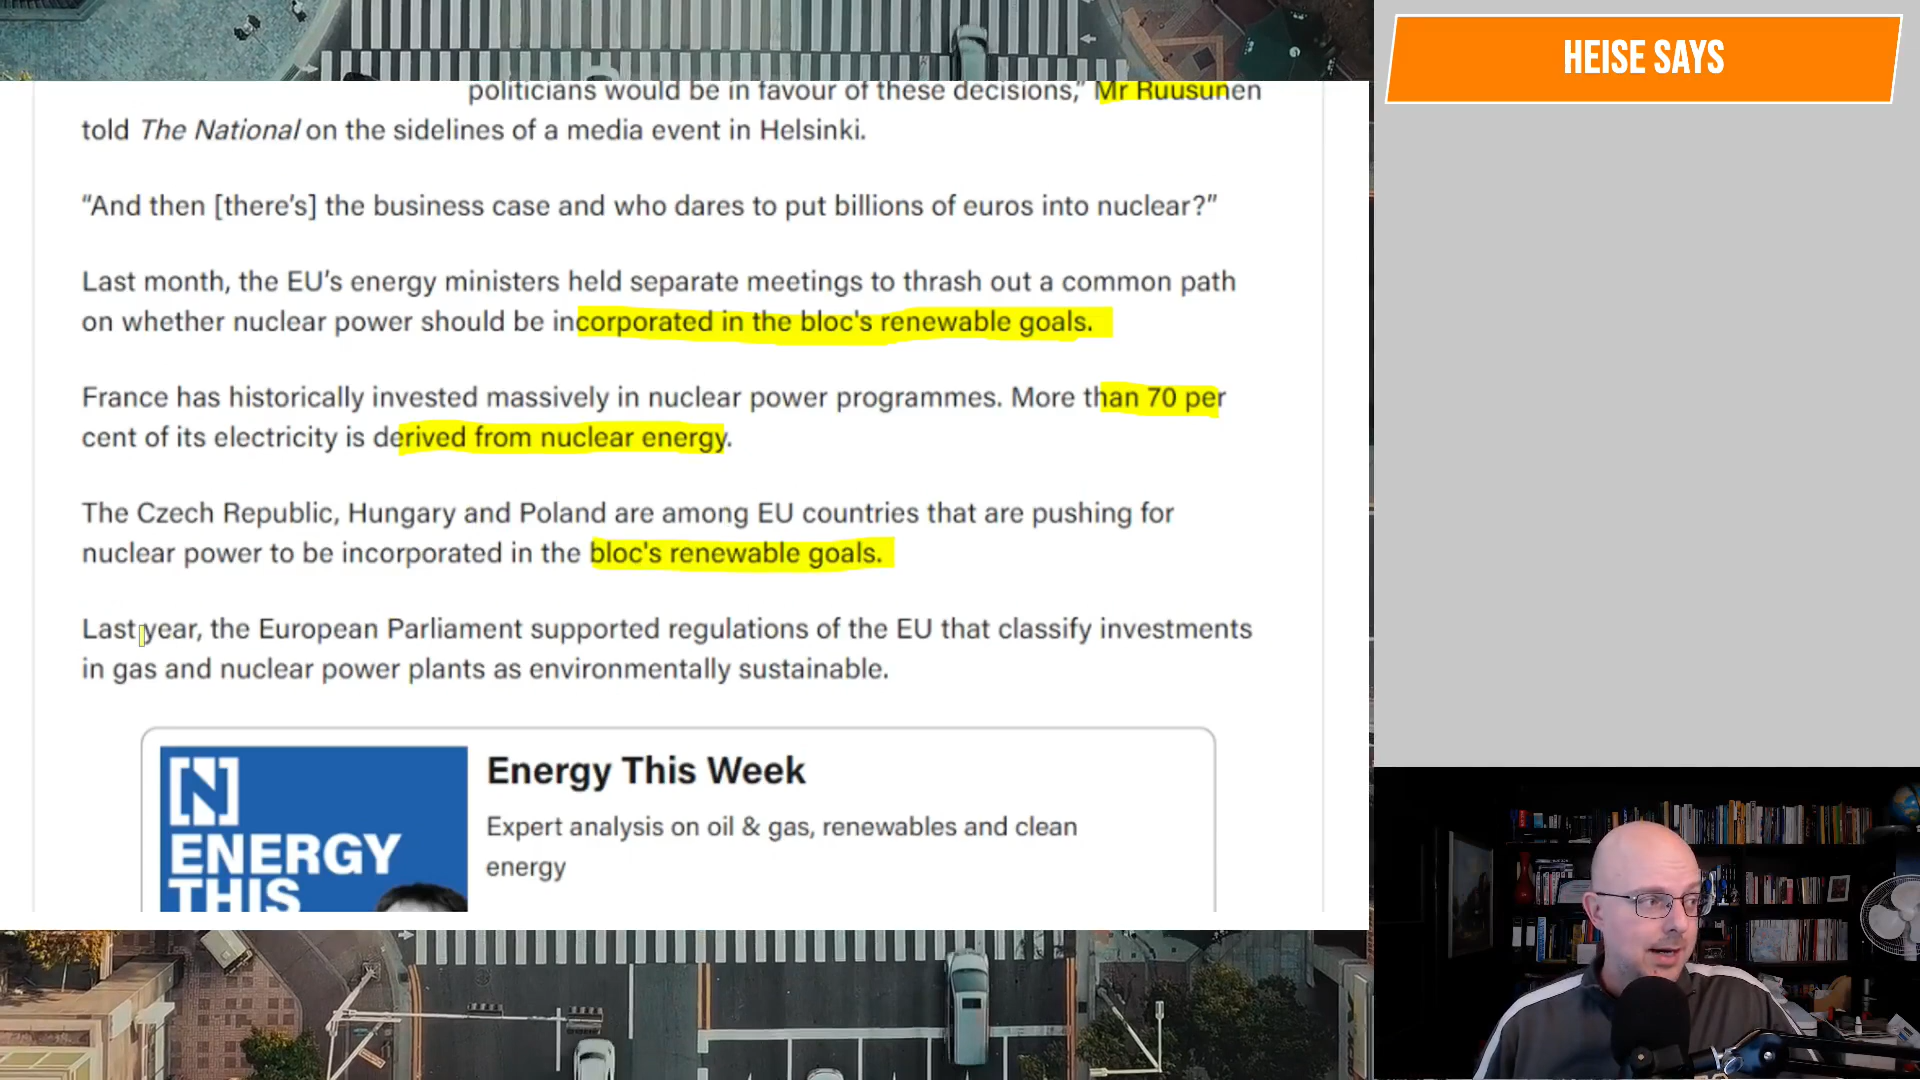 HEISE SAYS
politicians would be in favour of these decisions,” Mr Ruusunen
told The National on the sidelines of a media event in Helsinki.
“And then [there’s] the business case and who dares to put billions of euros into nuclear?”
Last month, the EU’s energy ministers held separate meetings to thrash out a common path
on whether nuclear power should be incorporated in the bloc's renewable goals.
France has historically invested massively in nuclear power programmes. More than 70 per
cent of its electricity is derived from nuclear energy.
The Czech Republic, Hungary and Poland are among EU countries that are pushing for
nuclear power to be incorporated in the bloc's renewable goals.
Last year, the European Parliament supported regulations of the EU that classify investments
in gas and nuclear power plants as environmentally sustainable.
[N]
ENERGY
THIS
Energy This Week
Expert analysis on oil & gas, renewables and clean
energy